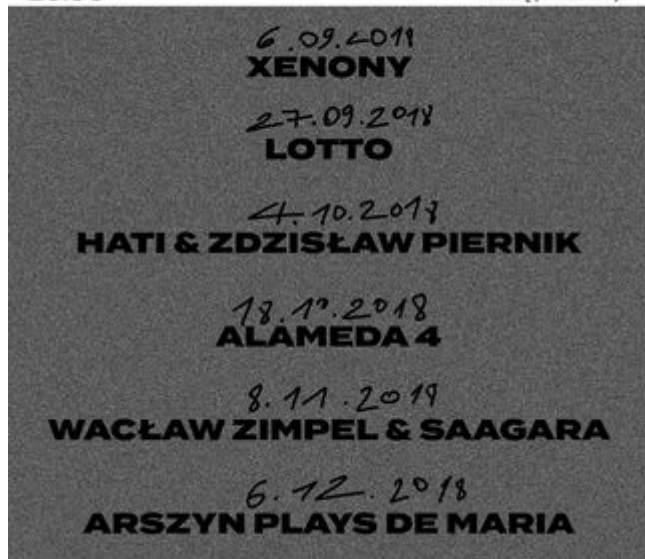 6.09.2018
XENONY
27.09.2018
LOTTO
4.10.2018
HATI & ZDZISŁAW PIERNIK
18.10.2018
ALAMEDA 4
8.11.2018
WACŁAW ZIMPEL & SAAGARA
6.12.2018
ARSZYN PLAYS DE MARIA